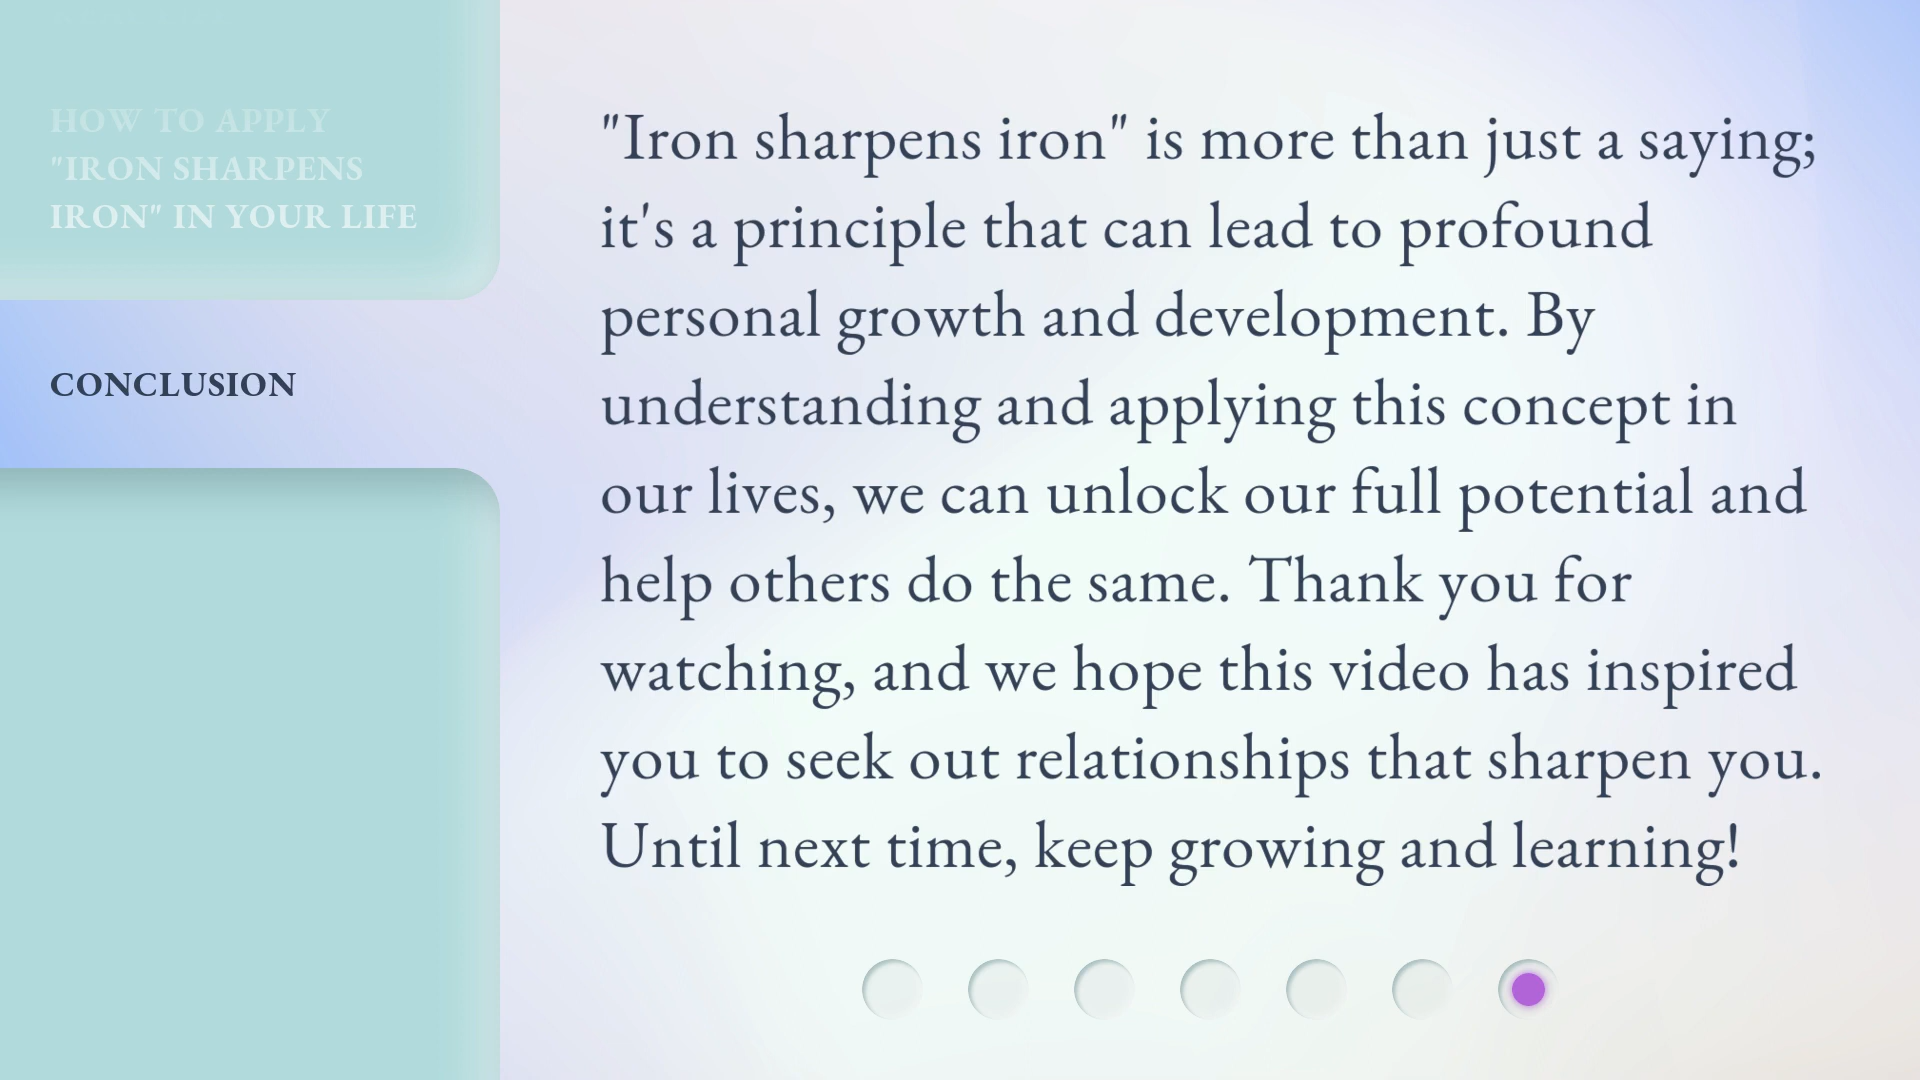 HOW TO APPLY
"IRON SHARPENS
IRON" IN YOUR LIFE
CONCLUSION
"Iron sharpens iron" is more than just a saying;
it's a principle that can lead to profound
personal growth and development. By
understanding and applying this concept in
our lives, we can unlock our full potential and
help others do the same. Thank you for
watching, and we hope this video has inspired
you to seek out relationships that sharpen you.
Until next time, keep growing and learning!